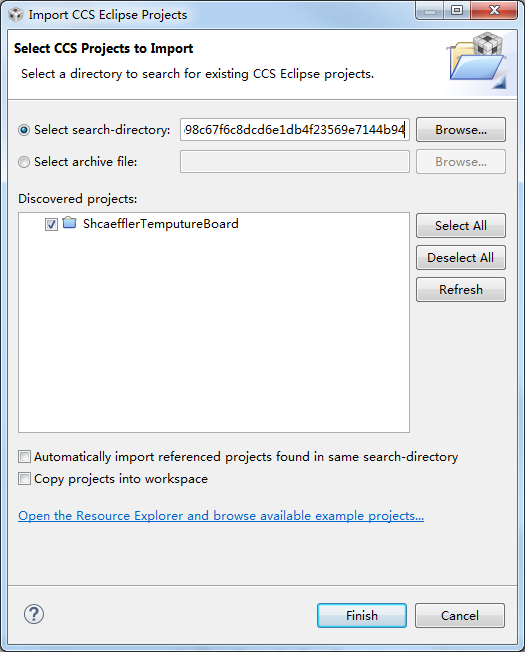 Import CCS Eclipse Projects
Select CCS Projects to Import
Select a directory to search for existing CCS Eclipse projects.
Select search-directory: 98c67f6c8dcd6e1db4f23569e7144b94 Browse...
Select archive file: Browse...
Discovered projects:
ShcaefflerTemputureBoard
Select All
Deselect All
Refresh
Automatically import referenced projects found in same search-directory
Copy projects into workspace
Open the Resource Explorer and browse available example projects...
Finish Cancel